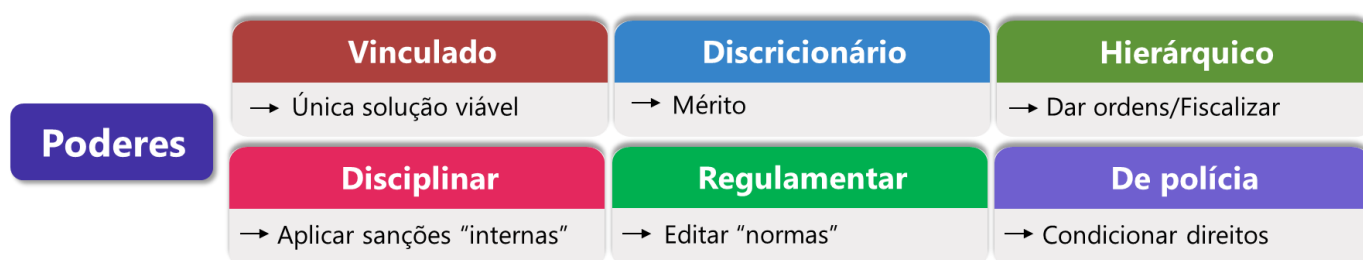 Poderes
Vinculado
→ Única solução viável
Discricionário
→ Mérito
Hierárquico
→ Dar ordens/Fiscalizar
Disciplinar
→ Aplicar sanções “internas”
Regulamentar
→ Editar “normas”
De polícia
→ Condicionar direitos